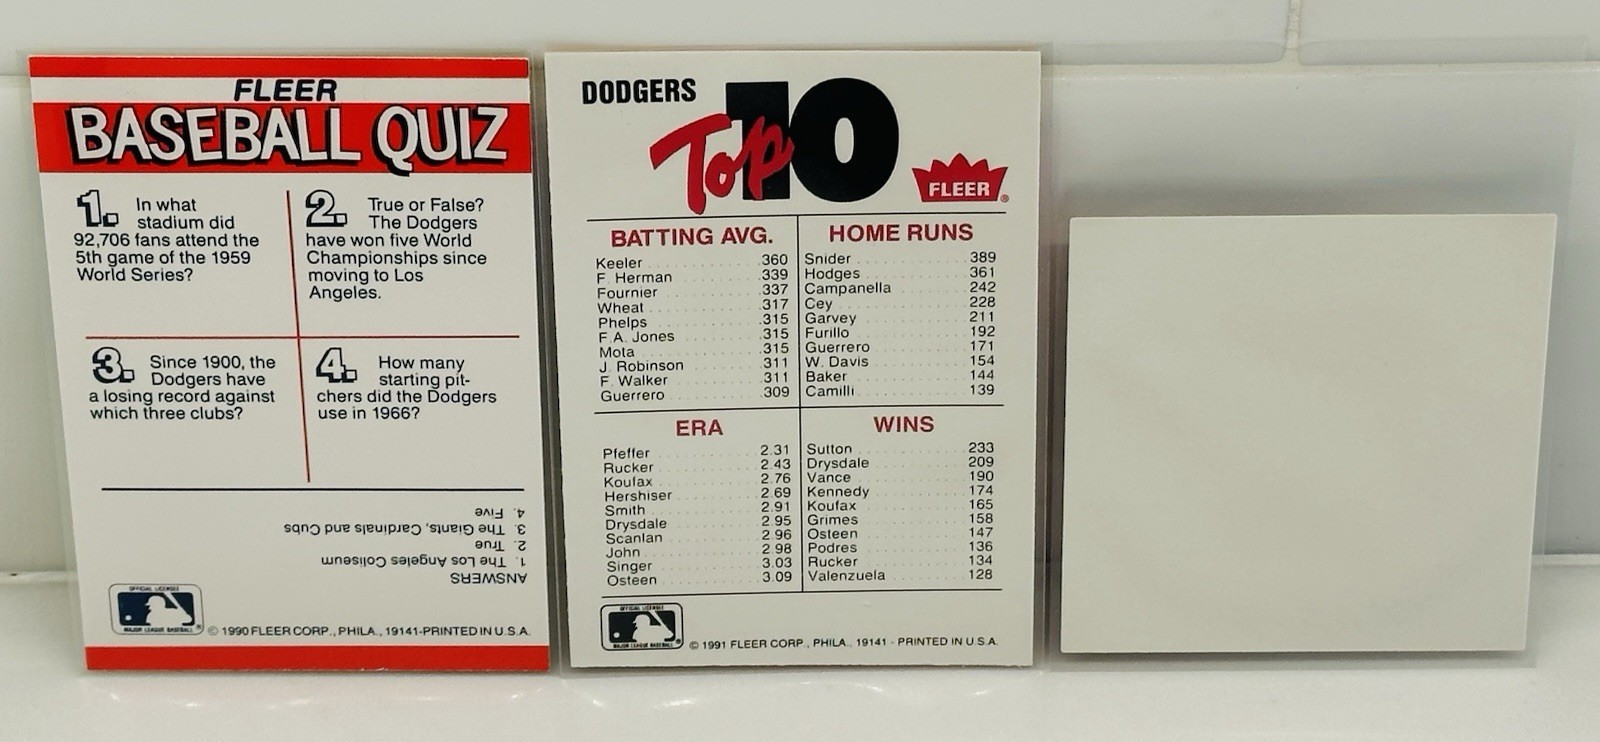 FLEER
BASEBALL QUIZ
1. In what
stadium did
92,706 fans attend the
5th game of the 1959
World Series?
2. True or False?
The Dodgers
have won five World
Championships since
moving to Los
Angeles.
3. Since 1900, the
Dodgers have
a losing record against
which three clubs?
4. How many
starting pit-
chers did the Dodgers
use in 1966?
ANSWERS
1. The Los Angeles Coliseum
2. True
3. The Giants, Cardinals and Cubs
4. Five
OFFICIAL LICENSEE
MAJOR LEAGUE BASEBALL®
© 1990 FLEER CORP., PHILA., 19141-PRINTED IN U.S.A.
DODGERS
Top 10
FLEER®
BATTING AVG.
Keeler .360
F. Herman .339
Fournier .337
Wheat .317
Phelps .315
F.A. Jones .315
Mota .315
J. Robinson .311
F. Walker .311
Guerrero .309
HOME RUNS
Snider 389
Hodges 361
Campanella 242
Cey 228
Garvey 211
Furillo 192
Guerrero 171
W. Davis 154
Baker 144
Camilli 139
ERA
Pfeffer 2.31
Rucker 2.43
Koufax 2.76
Hershiser 2.69
Smith 2.91
Drysdale 2.95
Scanlan 2.96
John 2.98
Singer 3.03
Osteen 3.09
WINS
Sutton 233
Drysdale 209
Vance 190
Kennedy 174
Koufax 165
Grimes 158
Osteen 147
Podres 136
Rucker 134
Valenzuela 128
OFFICIAL LICENSEE
MAJOR LEAGUE BASEBALL®
© 1991 FLEER CORP., PHILA., 19141 - PRINTED IN U.S.A.